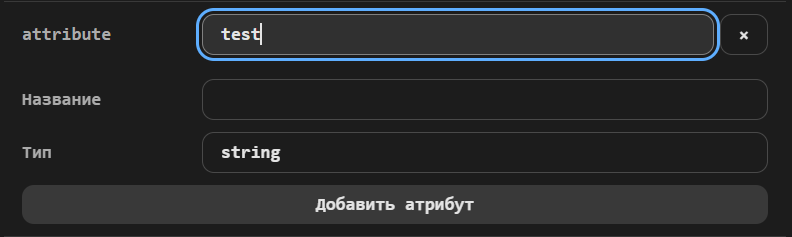 attribute test ×
Название
Тип string
Добавить атрибут